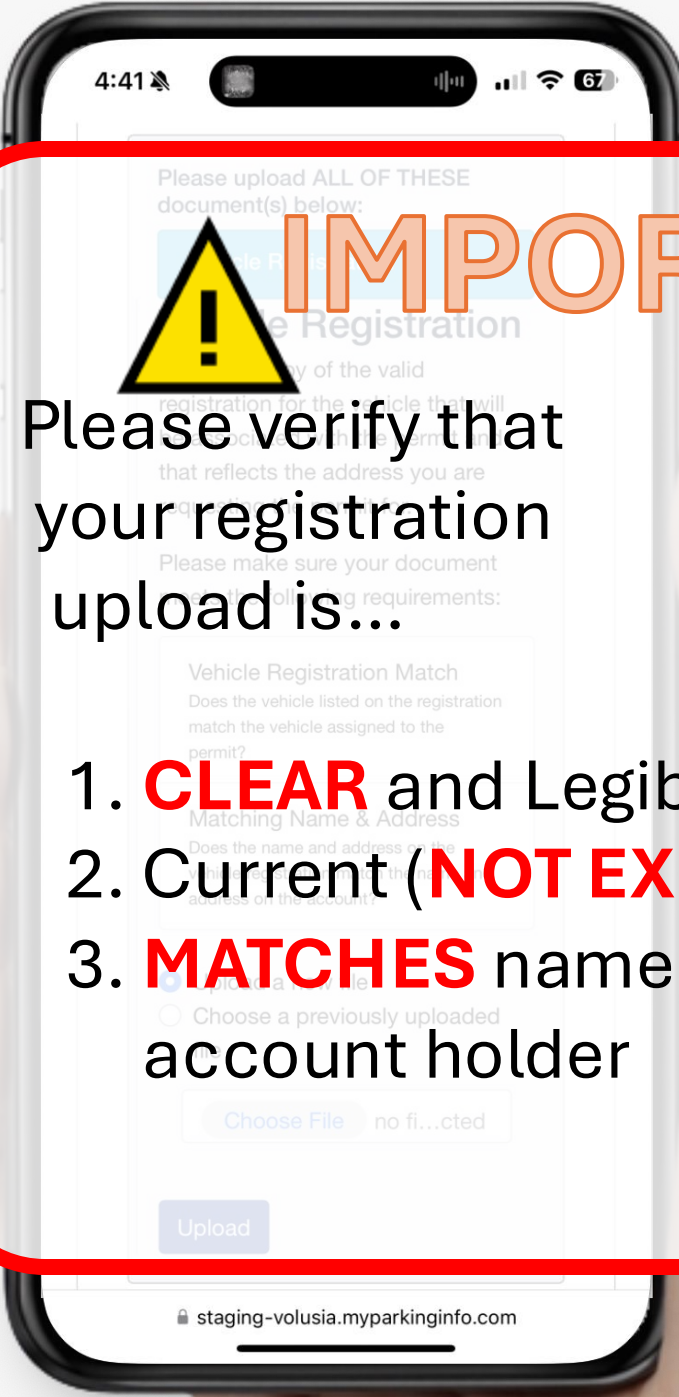 4:41
67
Please upload ALL OF THESE
document(s) below:
IMPOR
Registration
of the valid
registration for the vehicle that will
Please verify that
that reflects the address you are
your registration
Please make sure your document
requirements:
upload is...
Vehicle Registration Match
Does the vehicle listed on the registration
match the vehicle assigned to the
permit?
1. CLEAR and Legib
Matching Name & Address
Does the name and address on the
2. Current (NOT EX
address on the account?
3. MATCHES name
Choose a previously uploaded
account holder
Choose File no fi...cted
Upload
staging-volusia.myparkinginfo.com